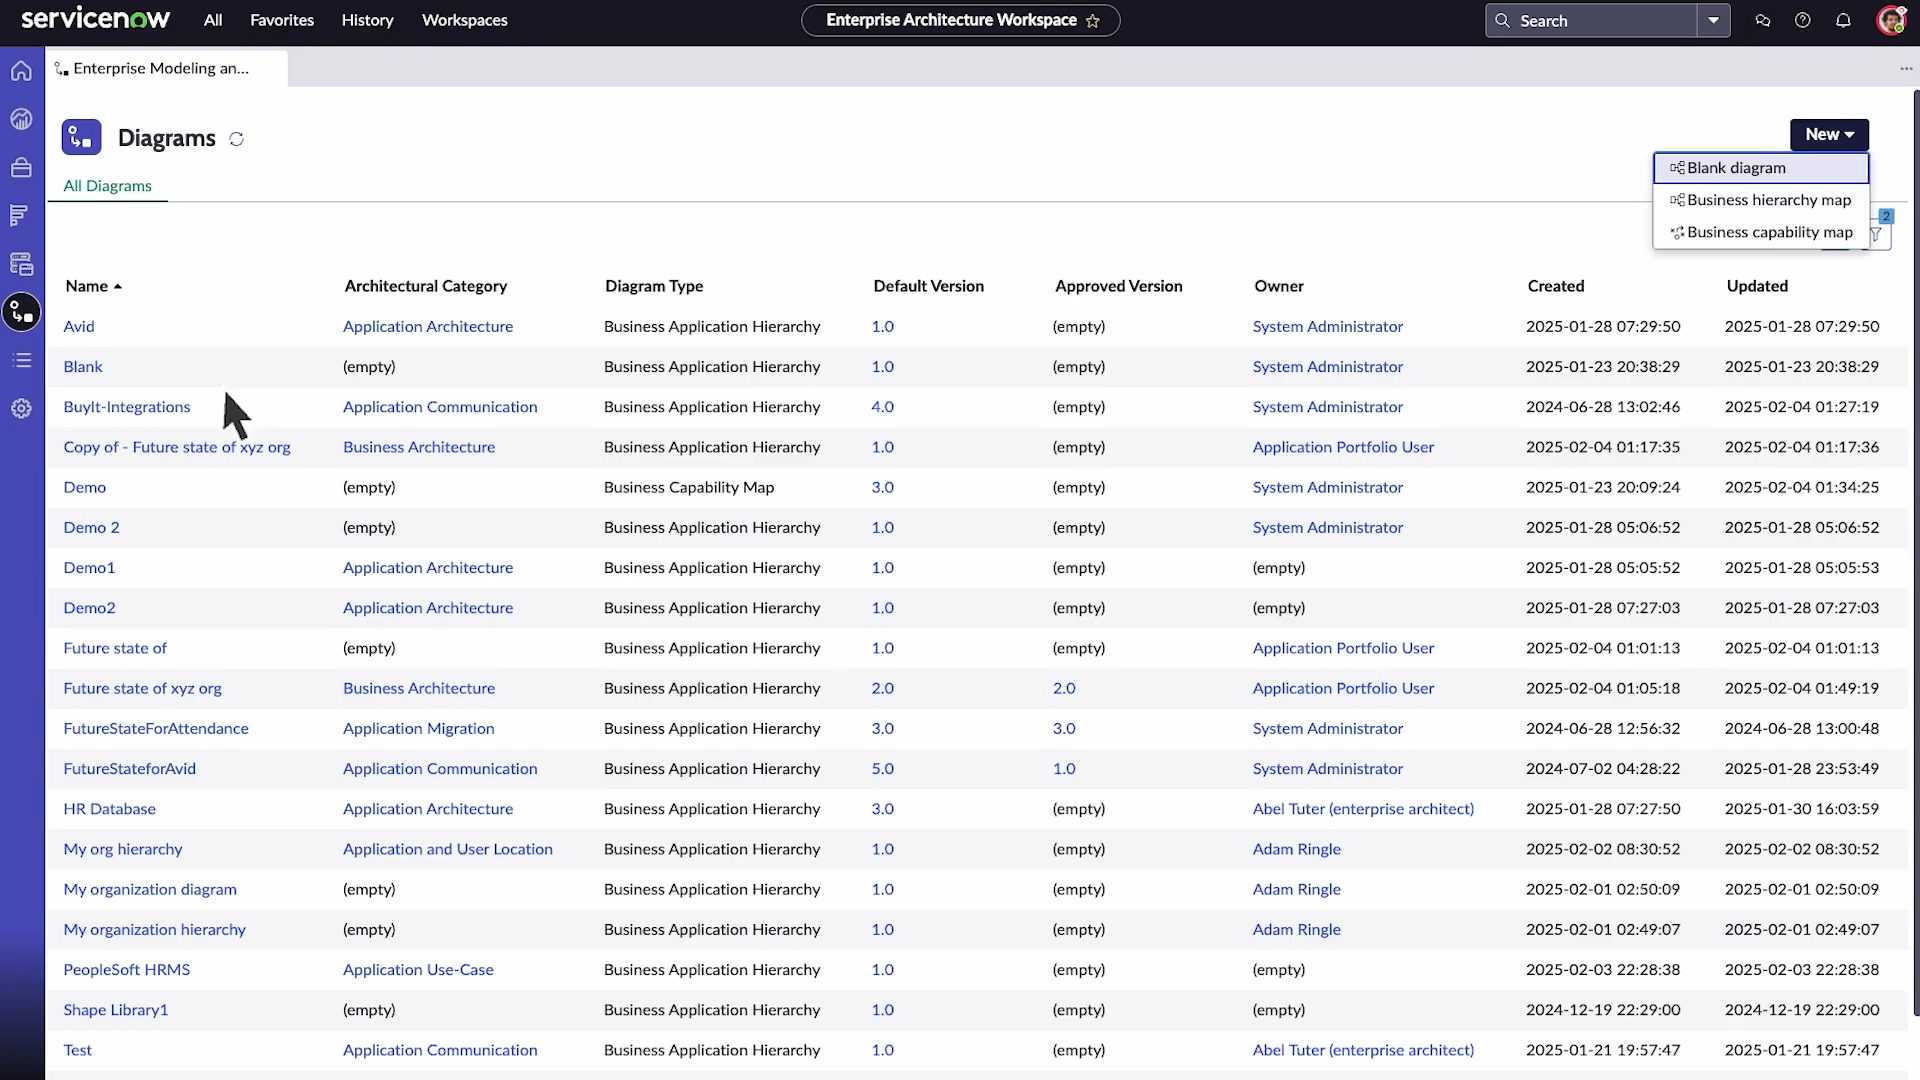 servicenow All Favorites History Workspaces Enterprise Architecture Workspace Search
Enterprise Modeling an...
Diagrams New
All Diagrams Blank diagram
Business hierarchy map
2
Business capability map
Name Architectural Category Diagram Type Default Version Approved Version Owner Created Updated
Avid Application Architecture Business Application Hierarchy 1.0 (empty) System Administrator 2025-01-28 07:29:50 2025-01-28 07:29:50
Blank (empty) Business Application Hierarchy 1.0 (empty) System Administrator 2025-01-23 20:38:29 2025-01-23 20:38:29
BuyIt-Integrations Application Communication Business Application Hierarchy 4.0 (empty) System Administrator 2024-06-28 13:02:46 2025-02-04 01:27:19
Copy of - Future state of xyz org Business Architecture Business Application Hierarchy 1.0 (empty) Application Portfolio User 2025-02-04 01:17:35 2025-02-04 01:17:36
Demo (empty) Business Capability Map 3.0 (empty) System Administrator 2025-01-23 20:09:24 2025-02-04 01:34:25
Demo 2 (empty) Business Application Hierarchy 1.0 (empty) System Administrator 2025-01-28 05:06:52 2025-01-28 05:06:52
Demo1 Application Architecture Business Application Hierarchy 1.0 (empty) (empty) 2025-01-28 05:05:52 2025-01-28 05:05:53
Demo2 Application Architecture Business Application Hierarchy 1.0 (empty) (empty) 2025-01-28 07:27:03 2025-01-28 07:27:03
Future state of (empty) Business Application Hierarchy 1.0 (empty) Application Portfolio User 2025-02-04 01:01:13 2025-02-04 01:01:13
Future state of xyz org Business Architecture Business Application Hierarchy 2.0 2.0 Application Portfolio User 2025-02-04 01:05:18 2025-02-04 01:49:19
FutureStateForAttendance Application Migration Business Application Hierarchy 3.0 3.0 System Administrator 2024-06-28 12:56:32 2024-06-28 13:00:48
FutureStateforAvid Application Communication Business Application Hierarchy 5.0 1.0 System Administrator 2024-07-02 04:28:22 2025-01-28 23:53:49
HR Database Application Architecture Business Application Hierarchy 3.0 (empty) Abel Tuter (enterprise architect) 2025-01-28 07:27:50 2025-01-30 16:03:59
My org hierarchy Application and User Location Business Application Hierarchy 1.0 (empty) Adam Ringle 2025-02-02 08:30:52 2025-02-02 08:30:52
My organization diagram (empty) Business Application Hierarchy 1.0 (empty) Adam Ringle 2025-02-01 02:50:09 2025-02-01 02:50:09
My organization hierarchy (empty) Business Application Hierarchy 1.0 (empty) Adam Ringle 2025-02-01 02:49:07 2025-02-01 02:49:07
PeopleSoft HRMS Application Use-Case Business Application Hierarchy 1.0 (empty) (empty) 2025-02-03 22:28:38 2025-02-03 22:28:38
Shape Library1 (empty) Business Application Hierarchy 1.0 (empty) (empty) 2024-12-19 22:29:00 2024-12-19 22:29:00
Test Application Communication Business Application Hierarchy 1.0 (empty) Abel Tuter (enterprise architect) 2025-01-21 19:57:47 2025-01-21 19:57:47